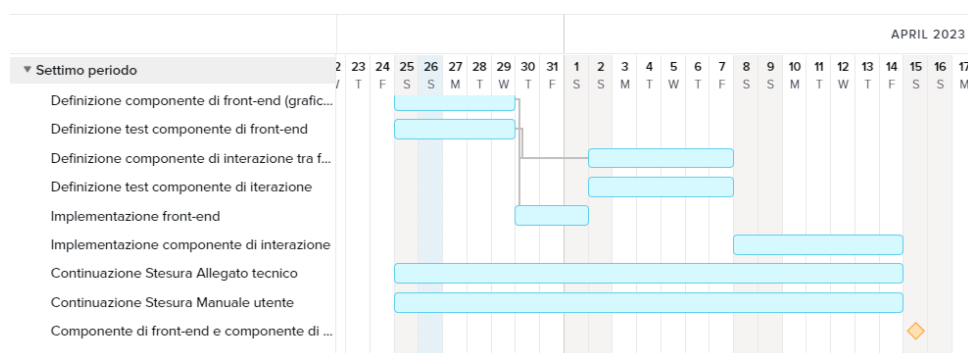 APRIL 2023
Settimo periodo
2 23 24 25 26 27 28 29 30 31 1 2 3 4 5 6 7 8 9 10 11 12 13 14 15 16 17
T F S S M T W T F S S M T W T F S S M T W T F S S M
Definizione componente di front-end (grafic...
Definizione test componente di front-end
Definizione componente di interazione tra f...
Definizione test componente di iterazione
Implementazione front-end
Implementazione componente di interazione
Continuazione Stesura Allegato tecnico
Continuazione Stesura Manuale utente
Componente di front-end e componente di ...